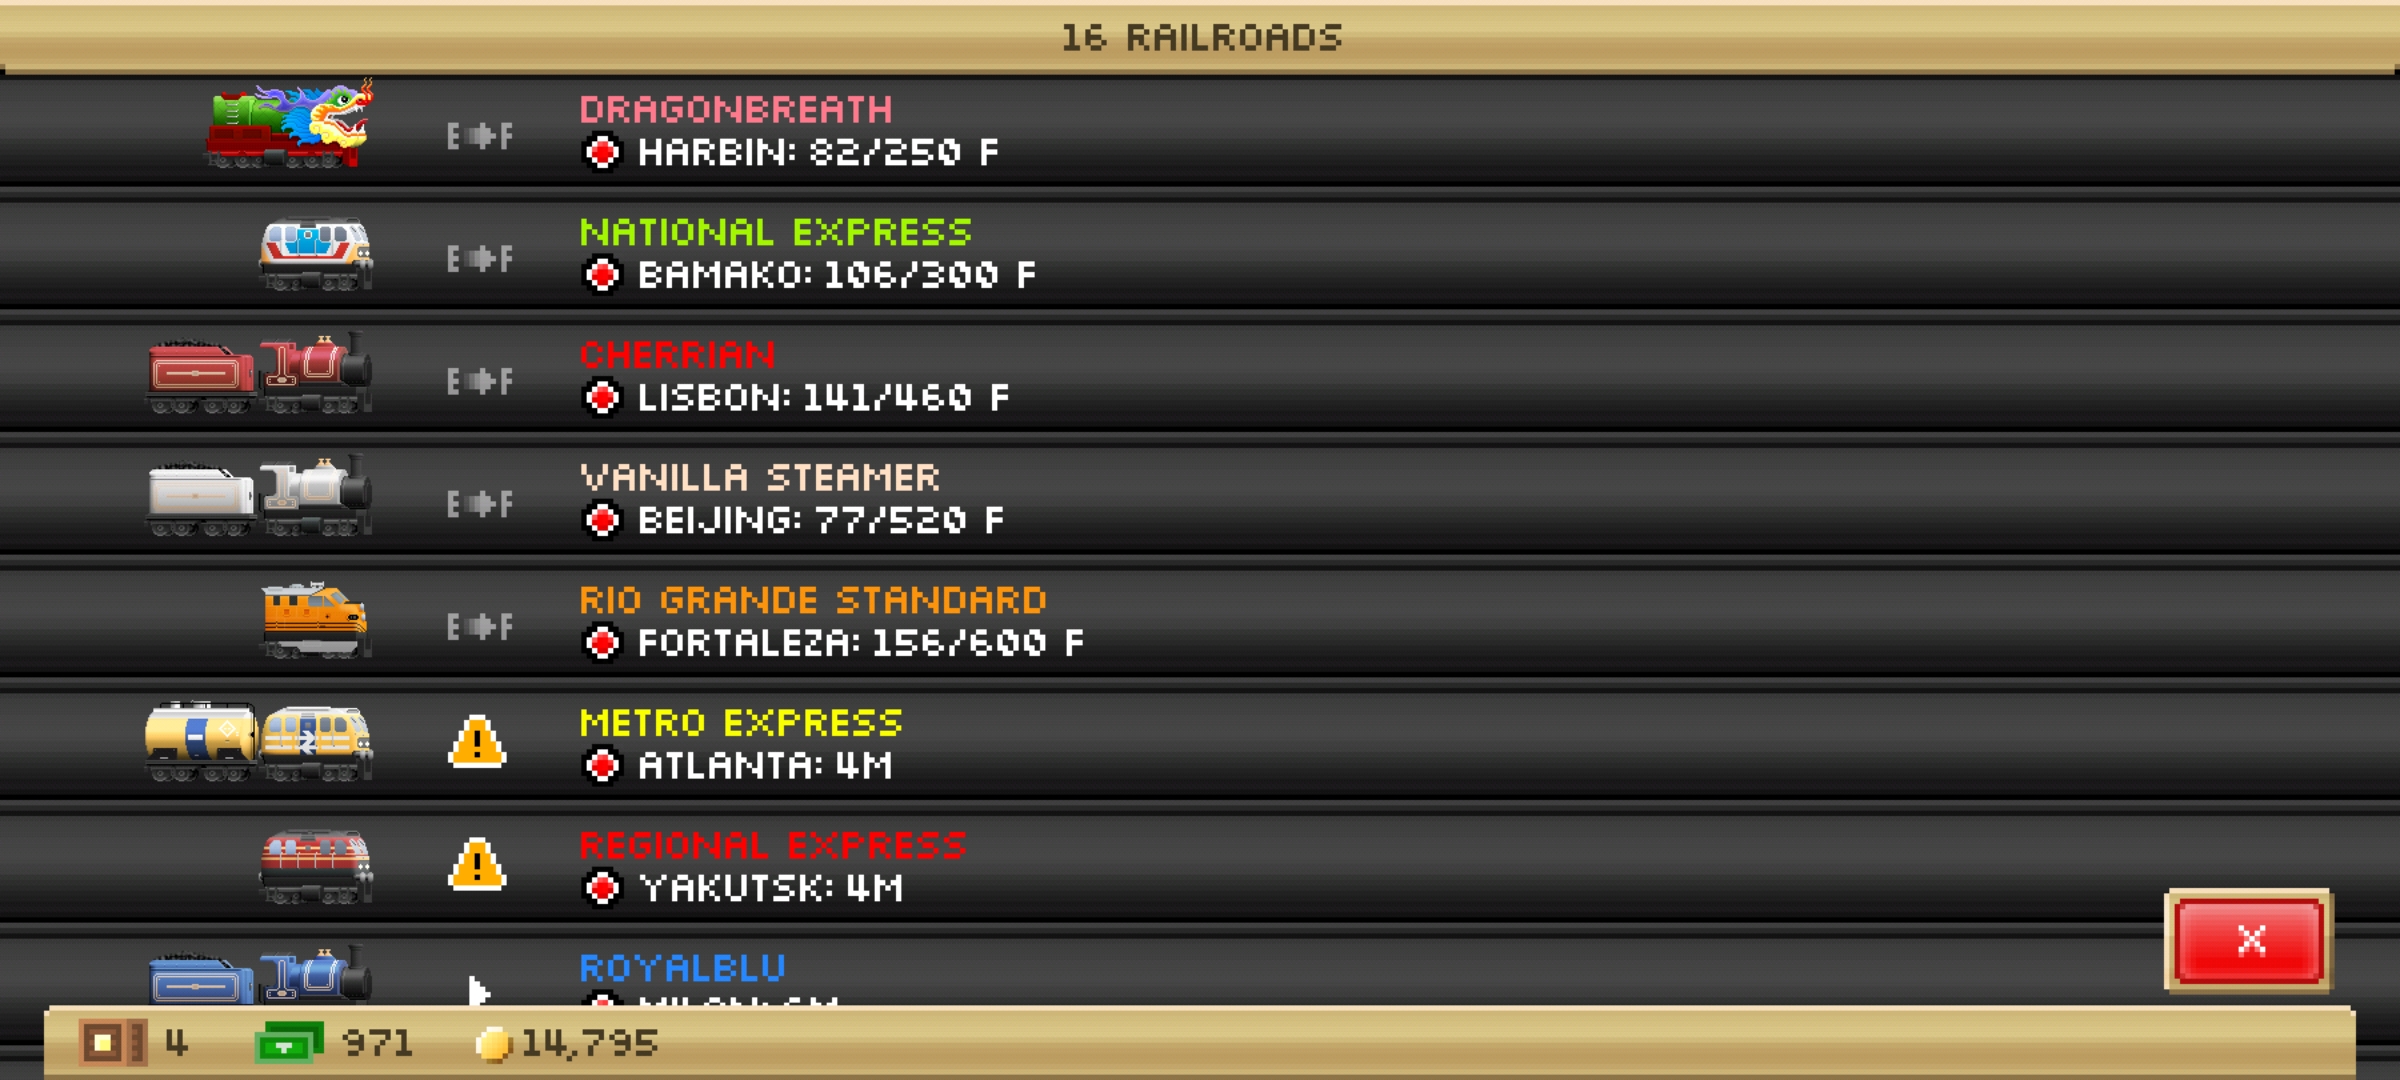 16 RAILROADS
E F
DRAGONBREATH
HARBIN: 82/250 F
E F
NATIONAL EXPRESS
BAMAKO: 106/300 F
E F
CHERRIAN
LISBON: 141/460 F
E F
VANILLA STEAMER
BEIJING: 77/520 F
E F
RIO GRANDE STANDARD
FORTALEZA: 156/600 F
!
METRO EXPRESS
ATLANTA: 4M
!
REGIONAL EXPRESS
YAKUTSK: 4M
ROYALBLU
X
4 971 14,795